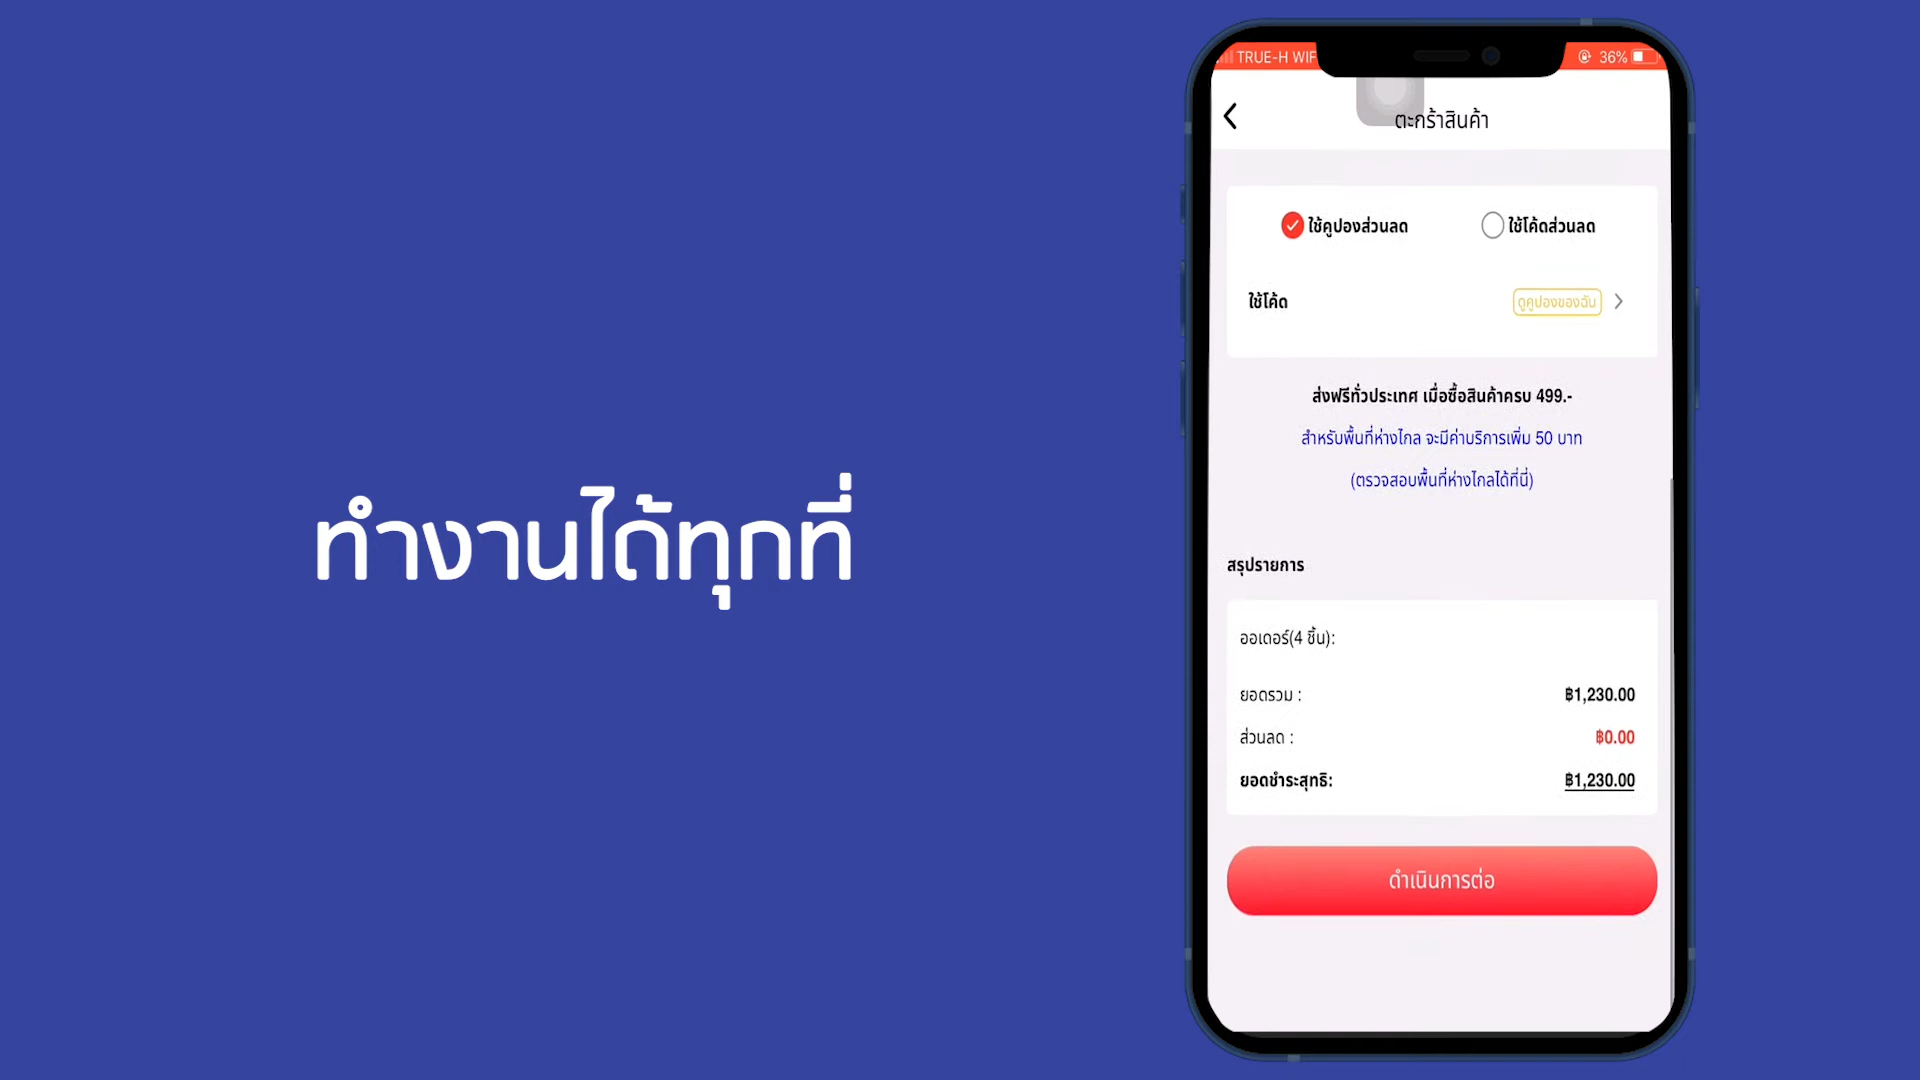 ทำงานได้ทุกที่
TRUE-H WIF
36%
ตะกร้าสินค้า
ใช้คูปองส่วนลด
ใช้โค้ดส่วนลด
ใช้โค้ด
ดูคูปองของฉัน
ส่งฟรีทั่วประเทศ เมื่อซื้อสินค้าครบ 499.-
สำหรับพื้นที่ห่างไกล จะมีค่าบริการเพิ่ม 50 บาท
(ตรวจสอบพื้นที่ห่างไกลได้ที่นี่)
สรุปรายการ
ออเดอร์(4 ชิ้น):
ยอดรวม : ฿1,230.00
ส่วนลด : ฿0.00
ยอดชำระสุทธิ: ฿1,230.00
ดำเนินการต่อ